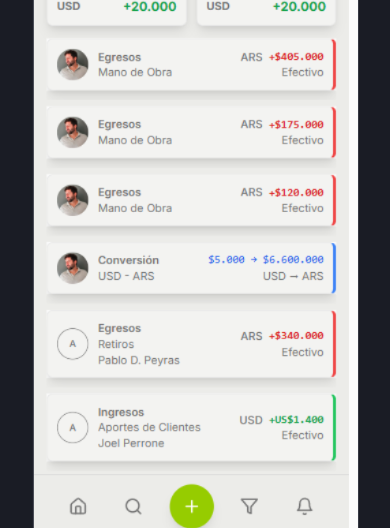 USD +20.000 USD +20.000
Egresos ARS +$405.000
Mano de Obra Efectivo
Egresos ARS +$175.000
Mano de Obra Efectivo
Egresos ARS +$120.000
Mano de Obra Efectivo
Conversión $5.000 → $6.600.000
USD - ARS USD → ARS
Egresos
A Retiros ARS +$340.000
Pablo D. Peyras Efectivo
Ingresos
A Aportes de Clientes USD +US$1.400
Joel Perrone Efectivo
+